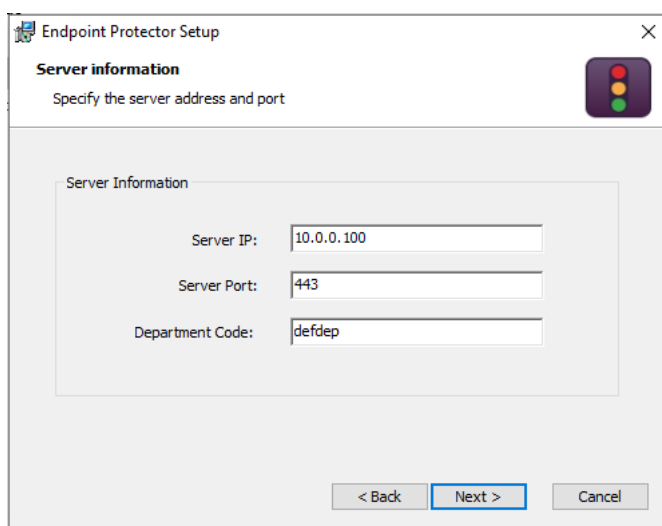 Endpoint Protector Setup
Server information
Specify the server address and port
Server Information
Server IP: 10.0.0.100
Server Port: 443
Department Code: defdep
< Back Next > Cancel